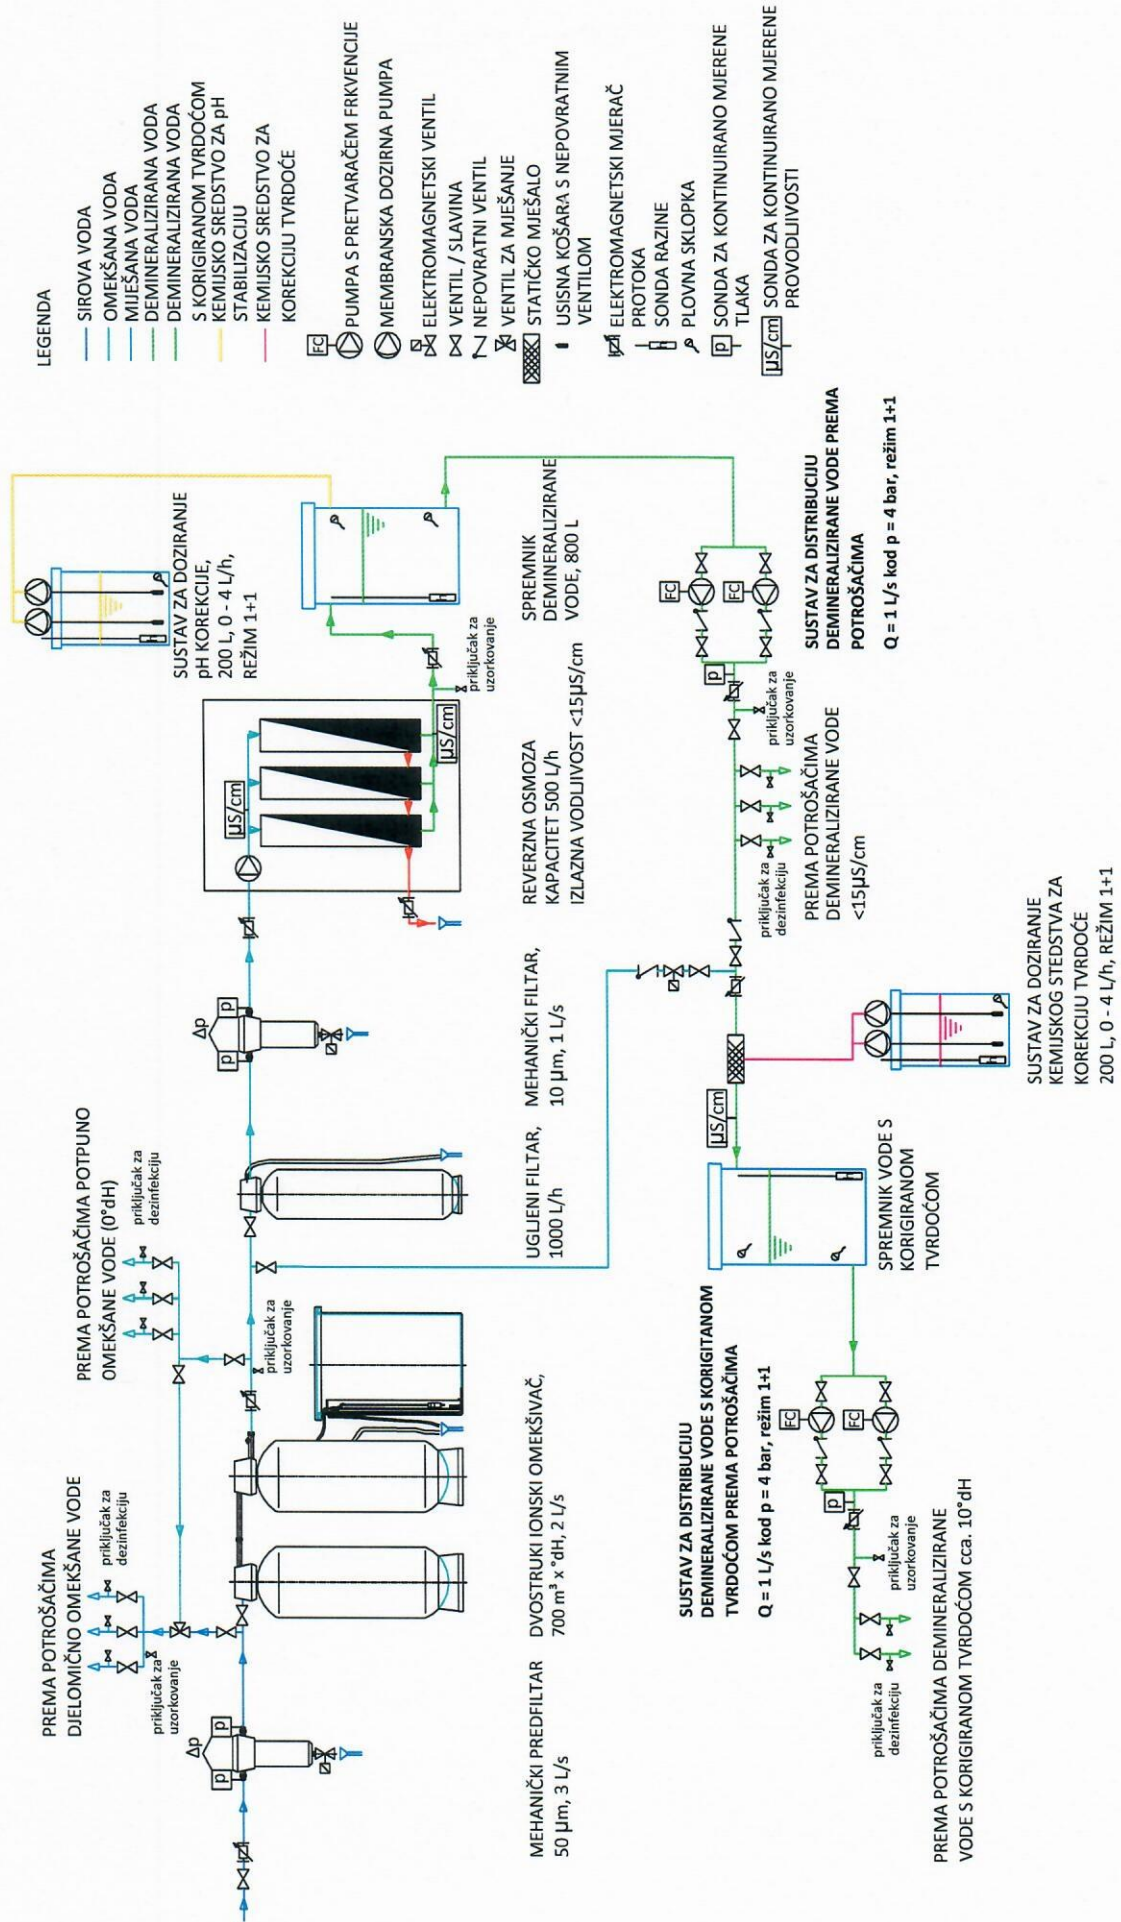 PREMA POTROŠAČIMA
DJELOMIČNO OMEKŠANE VODE
priključak za
dezinfekciju
priključak za
uzorkovanje
PREMA POTROŠAČIMA POTPUNO
OMEKŠANE VODE (0°dH)
priključak za
dezinfekciju
priključak za
uzorkovanje
Δp
p
p
Δp
p
p
MEHANIČKI PREDFILTAR
50 µm, 3 L/s
DVOSTRUKI IONSKI OMEKŠIVAČ,
700 m³ x °dH, 2 L/s
UGLJENI FILTAR,
1000 L/h
MEHANIČKI FILTAR,
10 µm, 1 L/s
µS/cm
µS/cm
REVERZNA OSMOZA
KAPACITET 500 L/h
IZLAZNA VODLJIVOST <15µS/cm
priključak za
uzorkovanje
SUSTAV ZA DOZIRANJE
pH KOREKCIJE,
200 L, 0 - 4 L/h,
REŽIM 1+1
h
h
SPREMNIK
DEMINERALIZIRANE
VODE, 800 L
LEGENDA
SIROVA VODA
OMEKŠANA VODA
MIJEŠANA VODA
DEMINERALIZIRANA VODA
DEMINERALIZIRANA VODA
S KORIGIRANOM TVRDOĆOM
KEMIJSKO SREDSTVO ZA pH
STABILIZACIJU
KEMIJSKO SREDSTVO ZA
KOREKCIJU TVRDOĆE
FC
PUMPA S PRETVARAČEM FRKVENCIJE
MEMBRANSKA DOZIRNA PUMPA
ELEKTROMAGNETSKI VENTIL
VENTIL / SLAVINA
NEPOVRATNI VENTIL
VENTIL ZA MJEŠANJE
STATIČKO MJEŠALO
USISNA KOŠARA S NEPOVRATNIM
VENTILOM
ELEKTROMAGNETSKI MJERAČ
PROTOKA
h
SONDA RAZINE
PLOVNA SKLOPKA
p
SONDA ZA KONTINUIRANO MJERENE
TLAKA
µS/cm
SONDA ZA KONTINUIRANO MJERENE
PROVODLJIVOSTI
FC
FC
p
SUSTAV ZA DISTRIBUCIJU
DEMINERALIZIRANE VODE PREMA
POTROŠAČIMA
Q = 1 L/s kod p = 4 bar, režim 1+1
priključak za
uzorkovanje
priključak za
dezinfekciju
PREMA POTROŠAČIMA
DEMINERALIZIRANE VODE
<15µS/cm
h
SUSTAV ZA DOZIRANJE
KEMIJSKOG STEDSTVA ZA
KOREKCIJU TVRDOĆE
200 L, 0 - 4 L/h, REŽIM 1+1
µS/cm
h
SPREMNIK VODE S
KORIGIRANOM
TVRDOĆOM
SUSTAV ZA DISTRIBUCIJU
DEMINERALIZIRANE VODE S KORIGITANOM
TVRDOĆOM PREMA POTROŠAČIMA
Q = 1 L/s kod p = 4 bar, režim 1+1
FC
FC
p
priključak za
uzorkovanje
priključak za
dezinfekciju
PREMA POTROŠAČIMA DEMINERALIZIRANE
VODE S KORIGIRANOM TVRDOĆOM cca. 10°dH